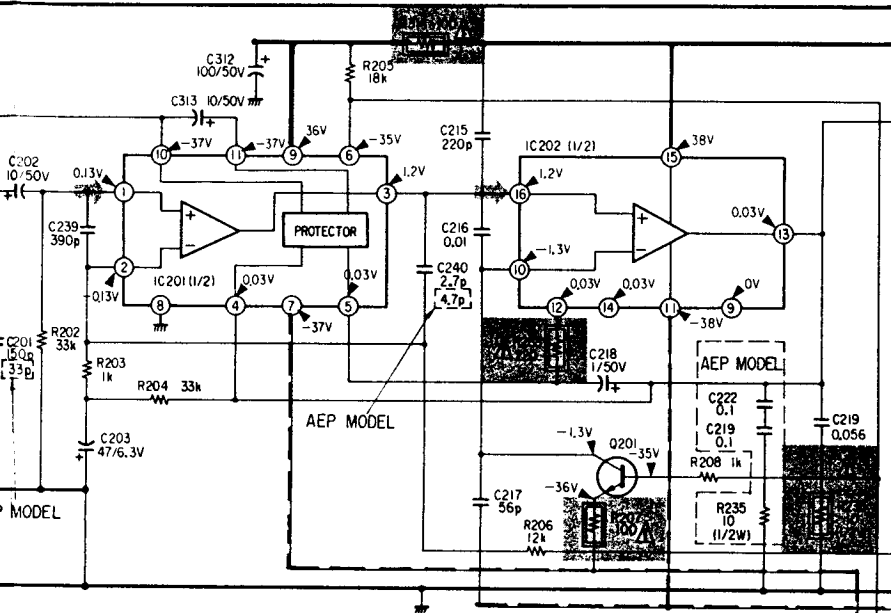 C312
100/50V
R205
18k
C313 10/50V
-37V
-37V
36V
-35V
10
11
9
6
C202
10/50V
0.13V
1
3
1.2V
C239
390p
+
-
PROTECTOR
2
IC201(1/2)
-0.13V
8
4
0.03V
7
-37V
5
0.03V
C215
220p
IC202 (1/2)
15
38V
16
1.2V
C216
0.01
+
-
0.03V
13
-1.3V
10
C240
2.7p
4.7p
12
0.03V
14
0.03V
11
-38V
9
0V
C201
150p
33p
R202
33k
R203
1k
R204 33k
C203
47/6.3V
AEP MODEL
C218
1/50V
AEP MODEL
C222
0.1
C219
0.1
C219
0.056
Q201
-1.3V
-35V
-36V
R208 1k
R207
100
R235
10
(1/2W)
C217
56p
R206
12k
P MODEL